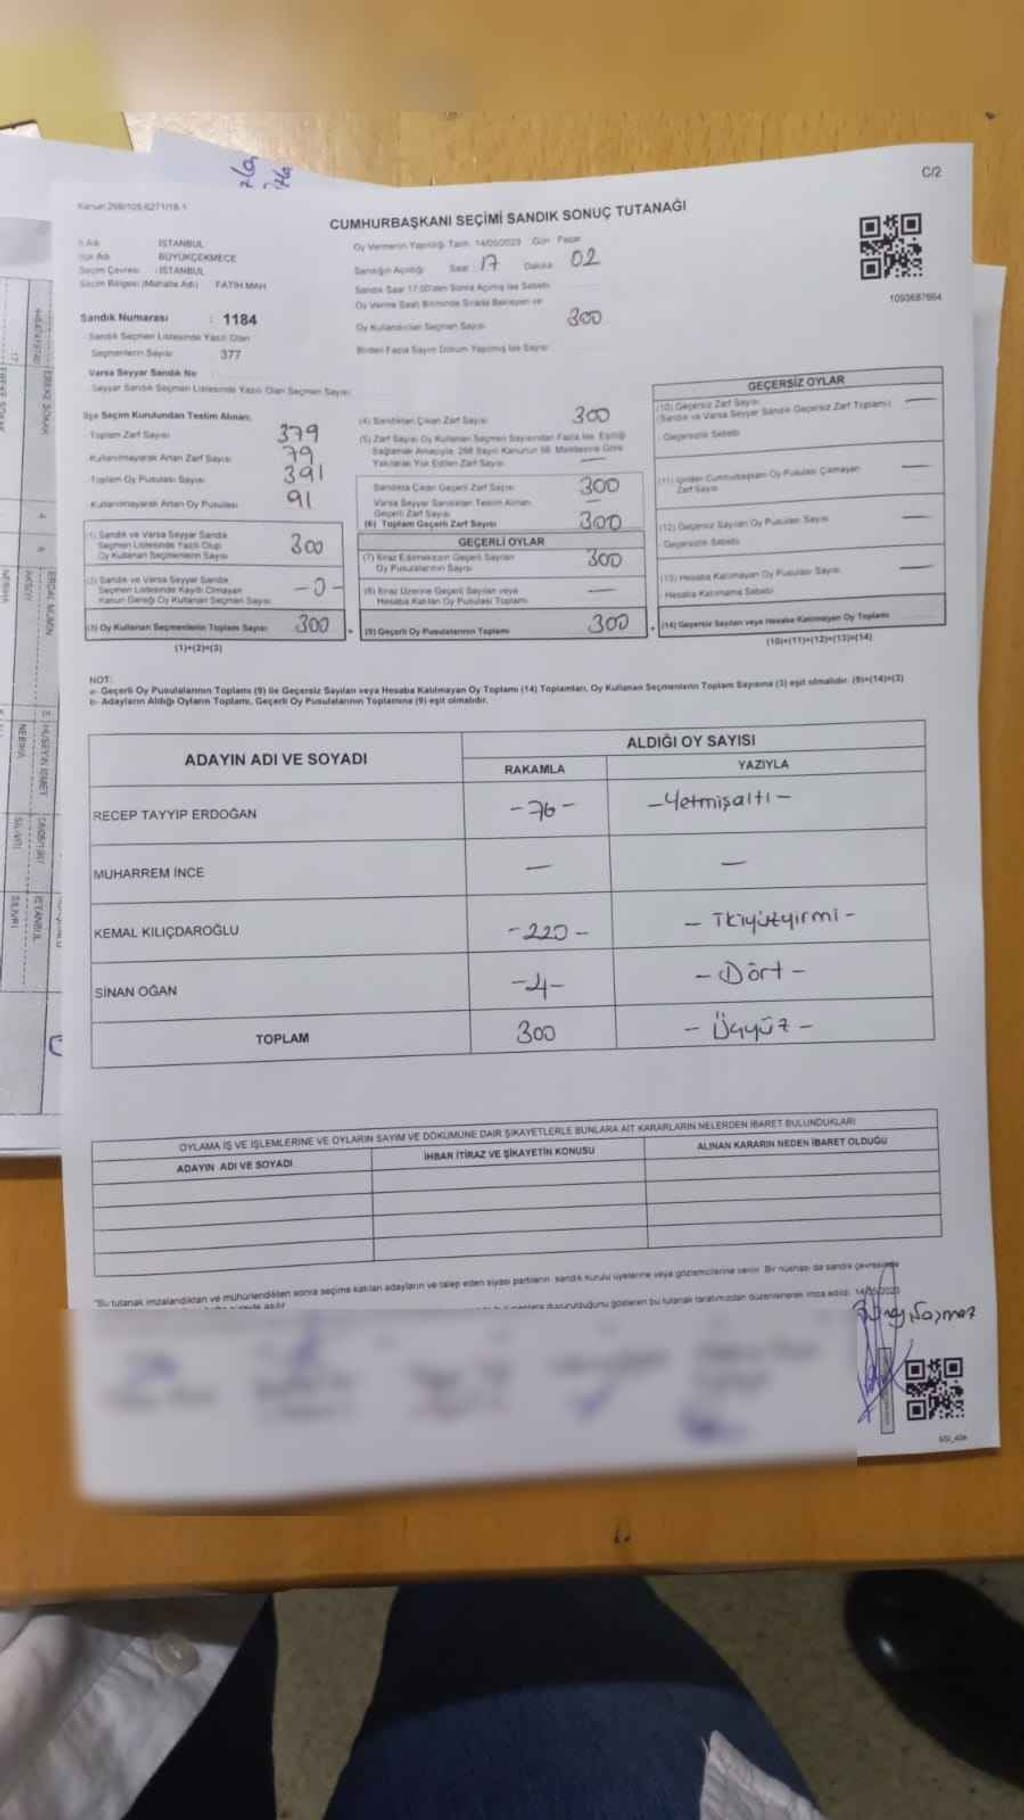 C/2
Kanun 298/105.6271/18-1
CUMHURBAŞKANI SEÇİMİ SANDIK SONUÇ TUTANAĞI
İl Adı İSTANBUL
İlçe Adı BÜYÜKÇEKMECE
Seçim Çevresi İSTANBUL
Seçim Bölgesi (Mahalle Adı) FATİH MAH
Sandık Numarası : 1184
Sandık Seçmen Listesinde Yazılı Olan
Seçmenlerin Sayısı 377
Varsa Seyyar Sandık No
Seyyar Sandık Seçmen Listesinde Yazılı Olan Seçmen Sayısı
Oy Vermenin Yapıldığı Tarih 14/05/2023 Gün Pazar
Sandığın Açıldığı Saat 17 Dakika 02
Sandık Saat 17.00'den Sonra Açılmış İse Sebebi
Oy Verme Saati Bitiminde Sırada Bekleyen ve
Oy Kullandırılan Seçmen Sayısı 300
Birden Fazla Sayım Döküm Yapılmış İse Sayısı
1093687664
İlçe Seçim Kurulundan Teslim Alınan:
Toplam Zarf Sayısı 379
Kullanılmayarak Artan Zarf Sayısı 79
Toplam Oy Pusulası Sayısı 391
Kullanılmayarak Artan Oy Pusulası 91
(1) Sandık ve Varsa Seyyar Sandık
Seçmen Listesinde Yazılı Olup
Oy Kullanan Seçmenlerin Sayısı 300
(2) Sandık ve Varsa Seyyar Sandık
Seçmen Listesinde Kayıtlı Olmayan
Kanun Gereği Oy Kullanan Seçmen Sayısı -0-
(3) Oy Kullanan Seçmenlerin Toplam Sayısı 300
(1)+(2)=(3)
(4) Sandıktan Çıkan Zarf Sayısı 300
(5) Zarf Sayısı Oy Kullanan Seçmen Sayısından Fazla İse, Eşitliği
Sağlamak Amacıyla, 298 Sayılı Kanunun 98. Maddesine Göre
Yakılarak Yok Edilen Zarf Sayısı —
Sandıkta Çıkan Geçerli Zarf Sayısı 300
Varsa Seyyar Sandıktan Teslim Alınan
Geçerli Zarf Sayısı —
(6) Toplam Geçerli Zarf Sayısı 300
GEÇERLİ OYLAR
(7) İtiraz Edilmeksizin Geçerli Sayılan
Oy Pusulalarının Sayısı 300
(8) İtiraz Üzerine Geçerli Sayılan veya
Hesaba Katılan Oy Pusulası Toplamı —
(9) Geçerli Oy Pusulalarının Toplamı 300
GEÇERSİZ OYLAR
(10) Geçersiz Zarf Sayısı
(Sandık ve Varsa Seyyar Sandık Geçersiz Zarf Toplamı) —
Geçersizlik Sebebi
(11) İçinden Cumhurbaşkanı Oy Pusulası Çıkmayan
Zarf Sayısı —
(12) Geçersiz Sayılan Oy Pusulası Sayısı —
Geçersizlik Sebebi
(13) Hesaba Katılmayan Oy Pusulası Sayısı —
Hesaba Katılmama Sebebi
(14) Geçersiz Sayılan veya Hesaba Katılmayan Oy Toplamı
(10)+(11)+(12)+(13)=(14)
NOT:
a- Geçerli Oy Pusulalarının Toplamı (9) ile Geçersiz Sayılan veya Hesaba Katılmayan Oy Toplamı (14) Toplamları, Oy Kullanan Seçmenlerin Toplam Sayısına (3) eşit olmalıdır. (9)+(14)=(3)
b- Adayların Aldığı Oyların Toplamı, Geçerli Oy Pusulalarının Toplamına (9) eşit olmalıdır.
ADAYIN ADI VE SOYADI ALDIĞI OY SAYISI
RAKAMLA YAZIYLA
RECEP TAYYIP ERDOĞAN -76- -Yetmişaltı-
MUHARREM İNCE — —
KEMAL KILIÇDAROĞLU -220- -İkiyüzyirmi-
SİNAN OĞAN -4- -Dört-
TOPLAM 300 -Üçyüz-
OYLAMA İŞ VE İŞLEMLERİNE VE OYLARIN SAYIM VE DÖKÜMÜNE DAİR ŞİKAYETLERLE BUNLARA AİT KARARLARIN NELERDEN İBARET BULUNDUKLARI
ADAYIN ADI VE SOYADI İHBAR İTİRAZ VE ŞİKAYETİN KONUSU ALINAN KARARIN NEDEN İBARET OLDUĞU
"Bu tutanak imzalandıktan ve mühürlendikten sonra seçime katılan adayların ve talep eden siyasi partilerin sandık kurulu üyelerine veya gözlemcilerine verilir. Bir nüshası da sandık çevresinde
duyurulduğunu gösteren bu tutanak tarafımızdan düzenlenerek imza edildi. 14/05/2023